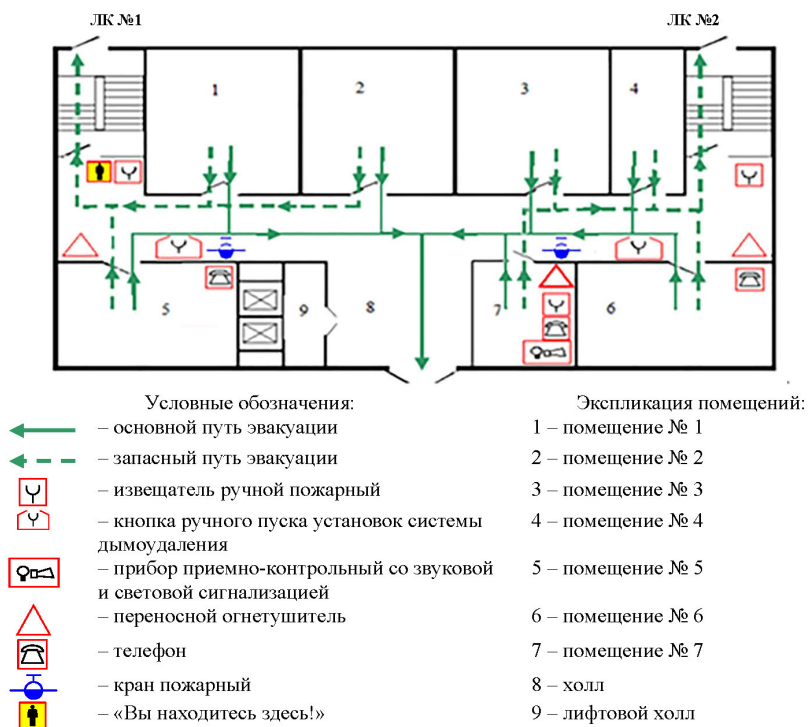 ЛК №1
ЛК №2
1
2
3
4
5
9
8
7
6
Условные обозначения:
Экспликация помещений:
– основной путь эвакуации
1 – помещение № 1
– запасный путь эвакуации
2 – помещение № 2
– извещатель ручной пожарный
3 – помещение № 3
– кнопка ручного пуска установок системы
4 – помещение № 4
дымоудаления
– прибор приемно-контрольный со звуковой
5 – помещение № 5
и световой сигнализацией
– переносной огнетушитель
6 – помещение № 6
– телефон
7 – помещение № 7
– кран пожарный
8 – холл
– «Вы находитесь здесь!»
9 – лифтовой холл